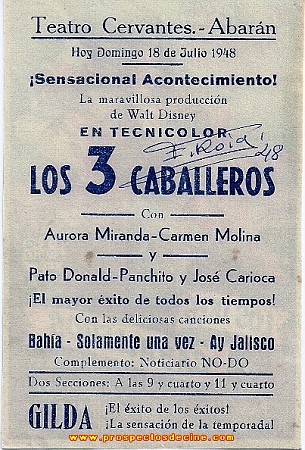 Teatro Cervantes.-Abarán
Hoy Domingo 18 de Julio 1948
¡Sensacional Acontecimiento!
La maravillosa producción
de Walt Disney
EN TECNICOLOR
LOS 3 CABALLEROS
Con
Aurora Miranda-Carmen Molina
y
Pato Donald-Panchito y José Carioca
¡El mayor éxito de todos los tiempos!
Con las deliciosas canciones
Bahía - Solamente una vez - Ay Jalisco
Complemento: Noticiario NO-DO
Dos Secciones: A las 9 y cuarto y 11 y cuarto
GILDA ¡El éxito de los éxitos!
¡La sensación de la temporada!
www.prospectosdecine.com